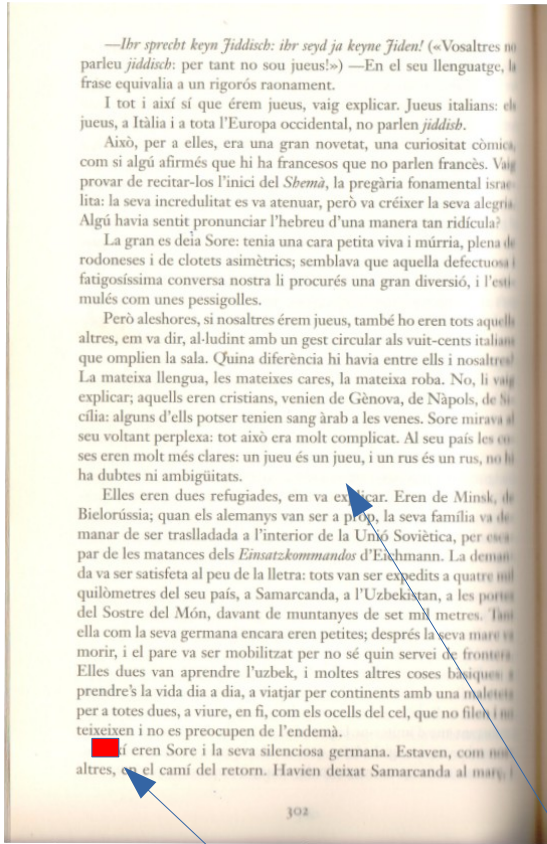 —Ihr sprecht keyn Jiddisch: ihr seyd ja keyne Jiden! («Vosaltres no
parleu jiddisch: per tant no sou jueus!») —En el seu llenguatge, la
frase equivalia a un rigorós raonament.
I tot i així sí que érem jueus, vaig explicar. Jueus italians: els
jueus, a Itàlia i a tota l'Europa occidental, no parlen jiddish.
Això, per a elles, era una gran novetat, una curiositat còmica,
com si algú afirmés que hi ha francesos que no parlen francès. Vaig
provar de recitar-los l'inici del Shemà, la pregària fonamental israe-
lita: la seva incredulitat es va atenuar, però va créixer la seva alegria.
Algú havia sentit pronunciar l'hebreu d'una manera tan ridícula?
La gran es deia Sore: tenia una cara petita viva i múrria, plena de
rodoneses i de clotets asimètrics; semblava que aquella defectuosa i
fatigosíssima conversa nostra li procurés una gran diversió, i l'esti-
mulés com unes pessigolles.
Però aleshores, si nosaltres érem jueus, també ho eren tots aquells
altres, em va dir, al·ludint amb un gest circular als vuit-cents italians
que omplien la sala. Quina diferència hi havia entre ells i nosaltres?
La mateixa llengua, les mateixes cares, la mateixa roba. No, li vaig
explicar; aquells eren cristians, venien de Gènova, de Nàpols, de Si-
cília: alguns d'ells potser tenien sang àrab a les venes. Sore mirava al
seu voltant perplexa: tot això era molt complicat. Al seu país les co-
ses eren molt més clares: un jueu és un jueu, i un rus és un rus, no hi
ha dubtes ni ambigüitats.
Elles eren dues refugiades, em va explicar. Eren de Minsk, de
Bielorússia; quan els alemanys van ser a prop, la seva família va de-
manar de ser traslladada a l'interior de la Unió Soviètica, per esca-
par de les matances dels Einsatzkommandos d'Eichmann. La deman-
da va ser satisfeta al peu de la lletra: tots van ser expedits a quatre mil
quilòmetres del seu país, a Samarcanda, a l'Uzbekistan, a les portes
del Sostre del Món, davant de muntanyes de set mil metres. Tant
ella com la seva germana encara eren petites; després la seva mare va
morir, i el pare va ser mobilitzat per no sé quin servei de frontera.
Elles dues van aprendre l'uzbek, i moltes altres coses bàsiques: a
prendre's la vida dia a dia, a viatjar per continents amb una maleteta
per a totes dues, a viure, en fi, com els ocells del cel, que no filen i no
teixeixen i no es preocupen de l'endemà.
eren Sore i la seva silenciosa germana. Estaven, com nos-
altres, en el camí del retorn. Havien deixat Samarcanda al març, i
302